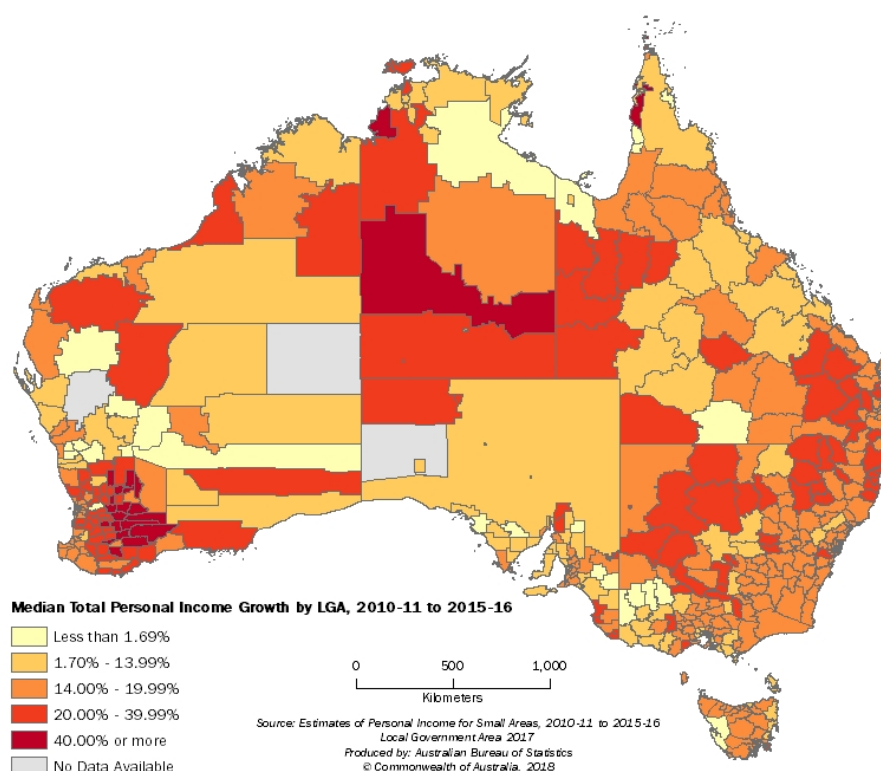 Median Total Personal Income Growth by LGA, 2010-11 to 2015-16
Less than 1.69%
1.70% - 13.99%
14.00% - 19.99%
20.00% - 39.99%
40.00% or more
No Data Available
0 500 1,000
Kilometers
Source: Estimates of Personal Income for Small Areas, 2010-11 to 2015-16
Local Government Area 2017
Produced by: Australian Bureau of Statistics
© Commonwealth of Australia, 2018